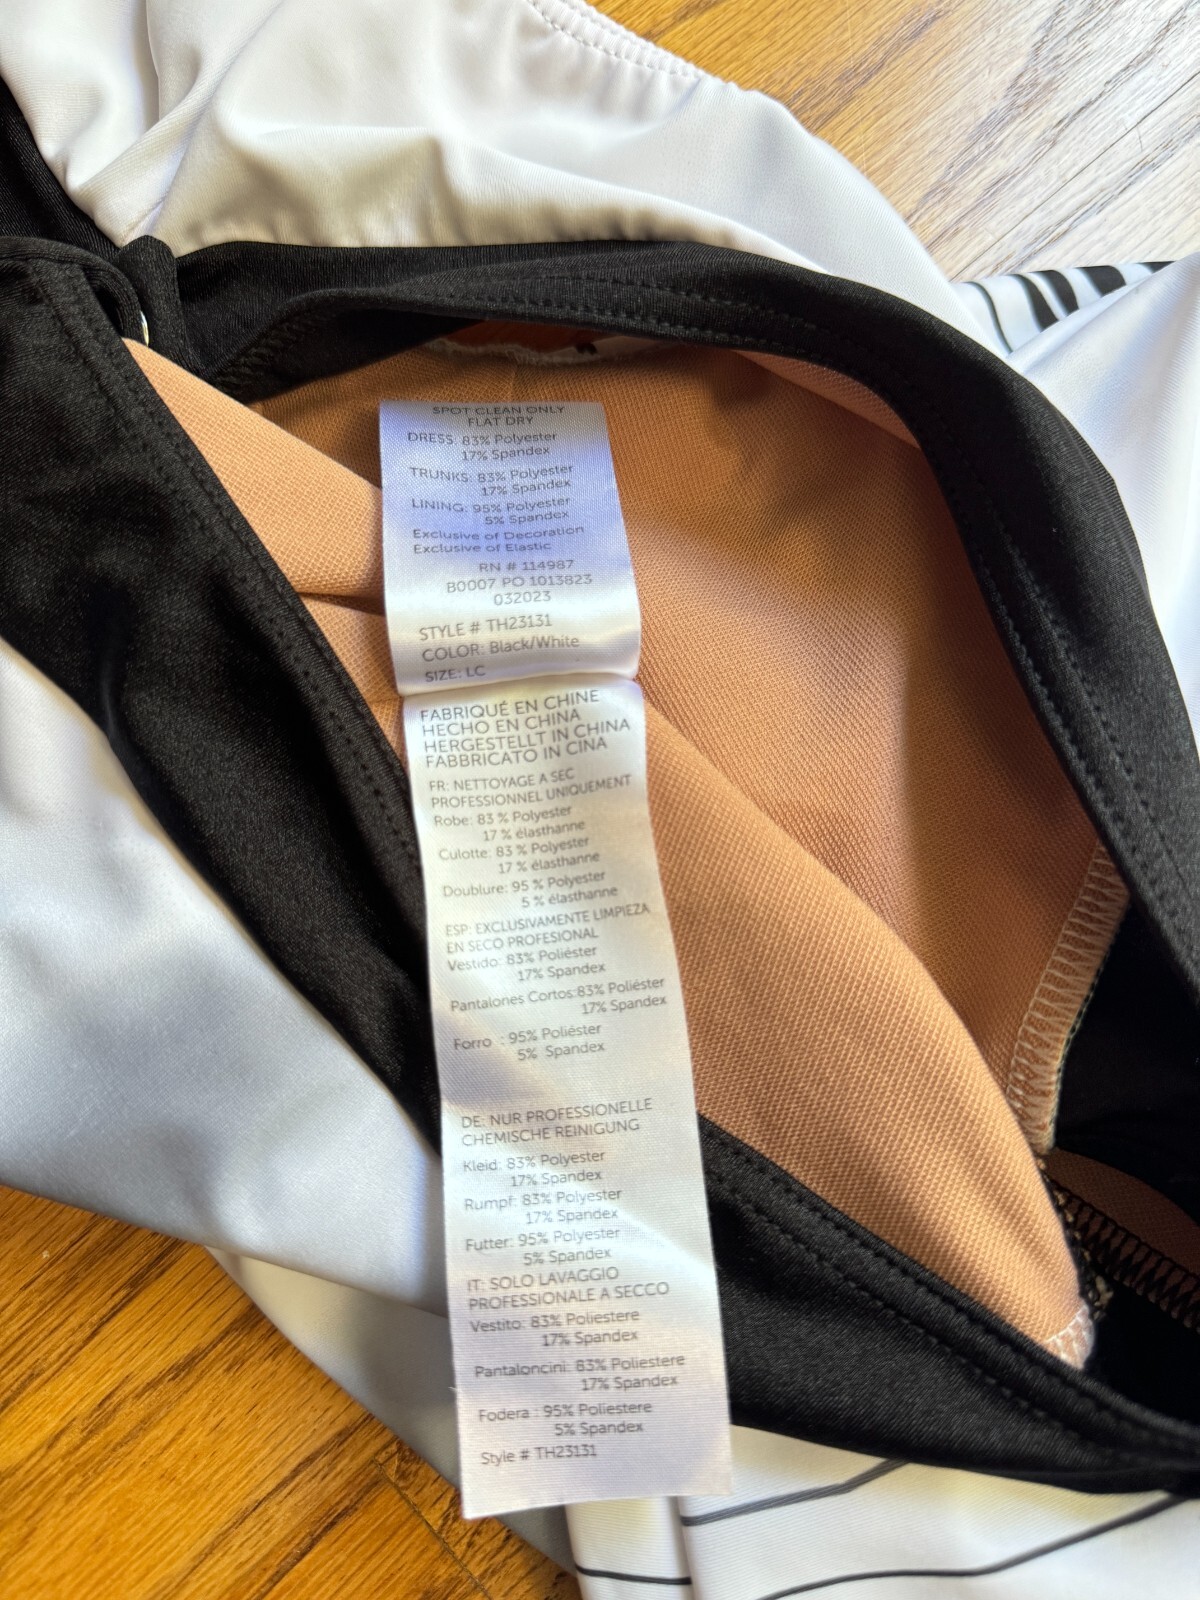 SPOT CLEAN ONLY
FLAT DRY
DRESS: 83% Polyester
17% Spandex
TRUNKS: 83% Polyester
17% Spandex
LINING: 95% Polyester
5% Spandex
Exclusive of Decoration
Exclusive of Elastic
RN # 114987
B0007 PO 1013823
032023
STYLE # TH23131
COLOR: Black/White
SIZE: LC
FABRIQUÉ EN CHINE
HECHO EN CHINA
HERGESTELLT IN CHINA
FABBRICATO IN CINA
FR: NETTOYAGE A SEC
PROFESSIONNEL UNIQUEMENT
Robe: 83 % Polyester
17 % élasthanne
Culotte: 83 % Polyester
17 % élasthanne
Doublure: 95 % Polyester
5 % élasthanne
ESP: EXCLUSIVAMENTE LIMPIEZA
EN SECO PROFESIONAL
Vestido: 83% Poliéster
17% Spandex
Pantalones Cortos:83% Poliéster
17% Spandex
Forro : 95% Poliéster
5% Spandex
DE: NUR PROFESSIONELLE
CHEMISCHE REINIGUNG
Kleid: 83% Polyester
17% Spandex
Rumpf: 83% Polyester
17% Spandex
Futter: 95% Polyester
5% Spandex
IT: SOLO LAVAGGIO
PROFESSIONALE A SECCO
Vestito: 83% Poliestere
17% Spandex
Pantaloncini: 83% Poliestere
17% Spandex
Fodera : 95% Poliestere
5% Spandex
Style # TH23131